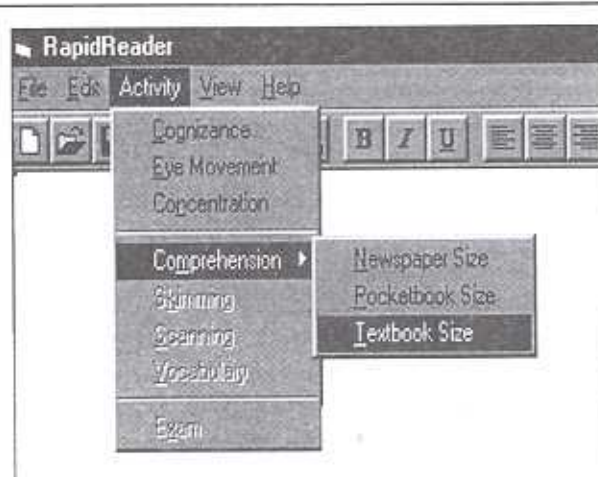 RapidReader
File Edit Activity View Help
B I U
Cognizance...
Eye Movement
Concentration
Comprehension
Newspaper Size
Pocketbook Size
Textbook Size
Skimming
Scanning
Vocabulary
Exam